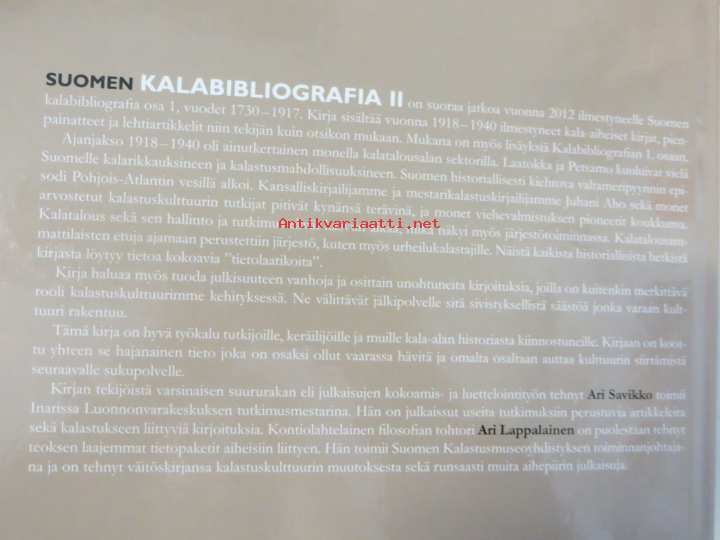 SUOMEN KALABIBLIOGRAFIA II on suoraa jatkoa vuonna 2012 ilmestyneelle Suomen
kalabibliografia osa 1, vuodet 1730–1917. Kirja sisältää vuonna 1918–1940 ilmestyneet kala-aiheiset kirjat, pien-
painatteet ja lehtiartikkelit niin tekijän kuin otsikon mukaan. Mukana on myös lisäyksiä Kalabibliografian 1. osaan.
Ajanjakso 1918–1940 oli ainutkertainen monella kalatalousalan sektorilla. Laatokka ja Petsamo kuuluivat vielä
Suomelle kalarikkauksineen ja kalastusmahdollisuuksineen. Suomen historiallisesti kiehtova valtameripyynnin epi-
sodi Pohjois-Atlantin vesillä alkoi. Kansalliskirjailijamme ja mestarikalastuskirjailijamme Juhani Aho sekä monet
arvostetut kalastuskulttuurin tutkijat pitivät kynänsä terävinä, ja monet viehevalmistuksen pioneerit koukkunsa.
Kalatalous sekä sen hallinto ja tutkimus mikä näkyi myös järjestötoiminnassa. Kalatalousam-
Antikvariaatti.net
mattilaisten etuja ajamaan perustettiin järjestö, kuten myös urheilukalastajille. Näistä kaikista historiallisista hetkistä
kirjasta löytyy tietoa kokoavia "tietolaatikoita".
Kirja haluaa myös tuoda julkisuuteen vanhoja ja osittain unohtuneita kirjoituksia, joilla on kuitenkin merkittävä
rooli kalastuskulttuurimme kehityksessä. Ne välittävät jälkipolvelle sitä sivistyksellistä säästöä jonka varaan kult-
tuuri rakentuu.
Tämä kirja on hyvä työkalu tutkijoille, keräilijöille ja muille kala-alan historiasta kiinnostuneille. Kirjaan on koot-
tu yhteen se hajanainen tieto joka on osaksi ollut vaarassa hävitä ja omalta osaltaan auttaa kulttuurin siirtämistä
seuraavalle sukupolvelle.
Kirjan tekijöistä varsinaisen suururakan eli julkaisujen kokoamis- ja luettelointityön tehnyt Ari Savikko toimii
Inarissa Luonnonvarakeskuksen tutkimusmestarina. Hän on julkaissut useita tutkimuksiin perustuvia artikkeleita
sekä kalastukseen liittyviä kirjoituksia. Kontiolahtelainen filosofian tohtori Ari Lappalainen on puolestaan tehnyt
teoksen laajemmat tietopaketit aiheisiin liittyen. Hän toimii Suomen Kalastusmuseoyhdistyksen toiminnanjohtaja-
na ja on tehnyt väitöskirjansa kalastuskulttuurin muutoksesta sekä runsaasti muita aihepiirin julkaisuja.